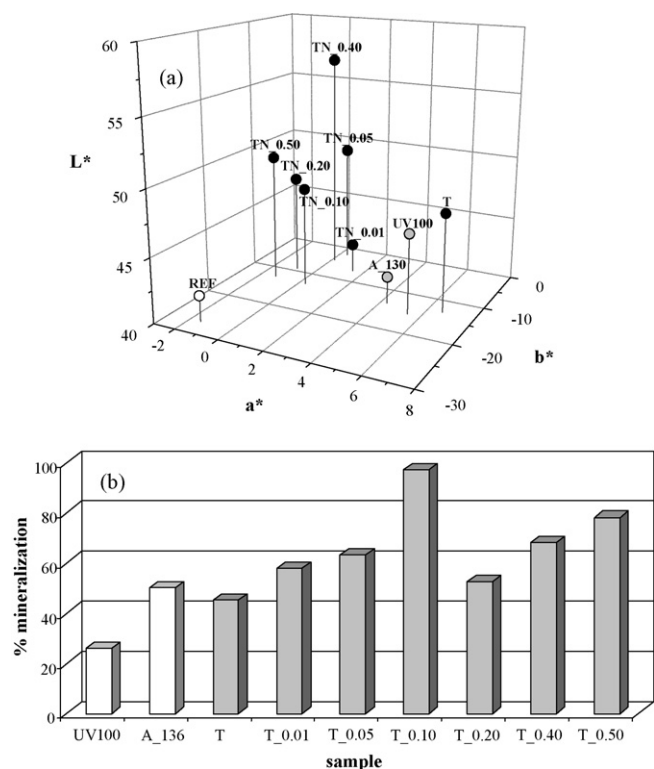 60
TN_0.40
(a)
55
TN_0.50
TN_0.05
L*
TN_0.20
50
TN_0.10
T
UV100
TN_0.01
45
A_130
REF
0
40
-10
-2
0
-20
b*
2
4
-30
a*
6
8
100
(b)
80
% mineralization
60
40
20
0
UV100 A_136 T T_0.01 T_0.05 T_0.10 T_0.20 T_0.40 T_0.50
sample